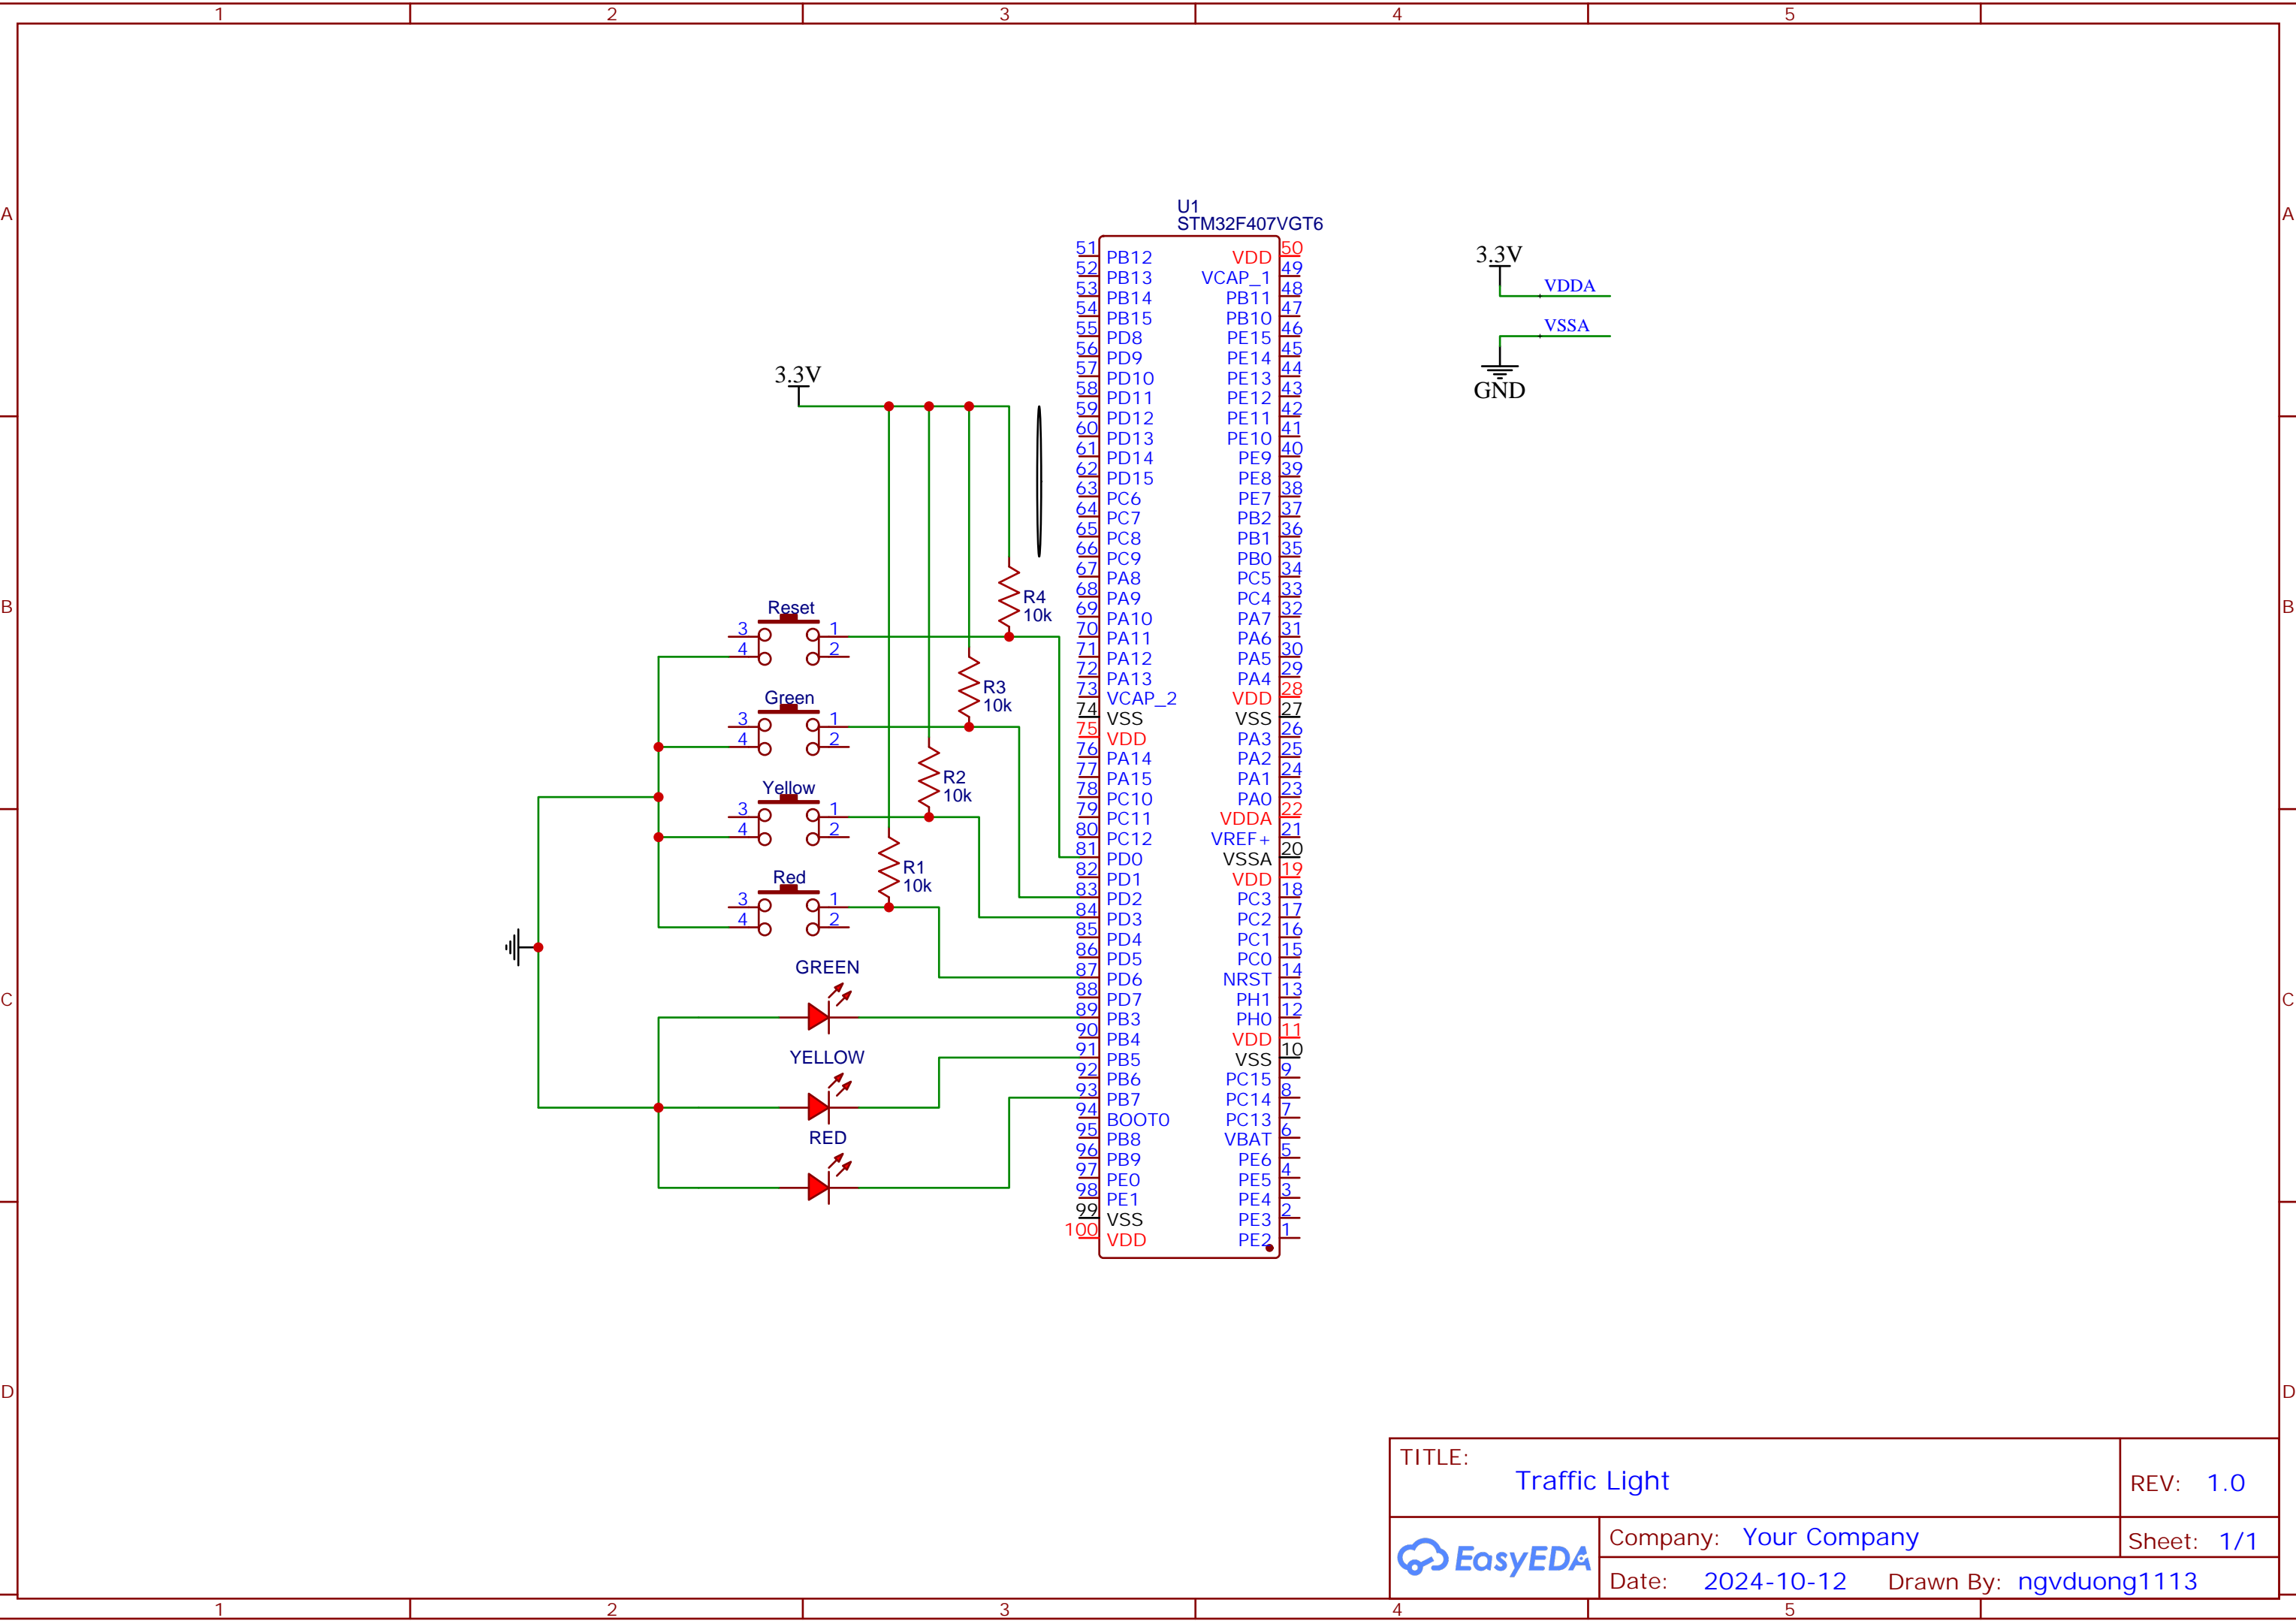 1 2 3 4 5
A A
B B
C C
D D
U1
STM32F407VGT6
51 PB12 VDD 50
52 PB13 VCAP_1 49
53 PB14 PB11 48
54 PB15 PB10 47
55 PD8 PE15 46
56 PD9 PE14 45
57 PD10 PE13 44
58 PD11 PE12 43
59 PD12 PE11 42
60 PD13 PE10 41
61 PD14 PE9 40
62 PD15 PE8 39
63 PC6 PE7 38
64 PC7 PB2 37
65 PC8 PB1 36
66 PC9 PB0 35
67 PA8 PC5 34
68 PA9 PC4 33
69 PA10 PA7 32
70 PA11 PA6 31
71 PA12 PA5 30
72 PA13 PA4 29
73 VCAP_2 VDD 28
74 VSS VSS 27
75 VDD PA3 26
76 PA14 PA2 25
77 PA15 PA1 24
78 PC10 PA0 23
79 PC11 VDDA 22
80 PC12 VREF+ 21
81 PD0 VSSA 20
82 PD1 VDD 19
83 PD2 PC3 18
84 PD3 PC2 17
85 PD4 PC1 16
86 PD5 PC0 15
87 PD6 NRST 14
88 PD7 PH1 13
89 PB3 PH0 12
90 PB4 VDD 11
91 PB5 VSS 10
92 PB6 PC15 9
93 PB7 PC14 8
94 BOOT0 PC13 7
95 PB8 VBAT 6
96 PB9 PE6 5
97 PE0 PE5 4
98 PE1 PE4 3
99 VSS PE3 2
100 VDD PE2 1
3.3V
VDDA
VSSA
GND
3.3V
R4
10k
Reset
3 1
4 2
R3
10k
Green
3 1
4 2
R2
10k
Yellow
3 1
4 2
R1
10k
Red
3 1
4 2
GREEN
YELLOW
RED
TITLE:
Traffic Light
REV: 1.0
EasyEDA
Company: Your Company
Sheet: 1/1
Date: 2024-10-12 Drawn By: ngvduong1113
1 2 3 4 5